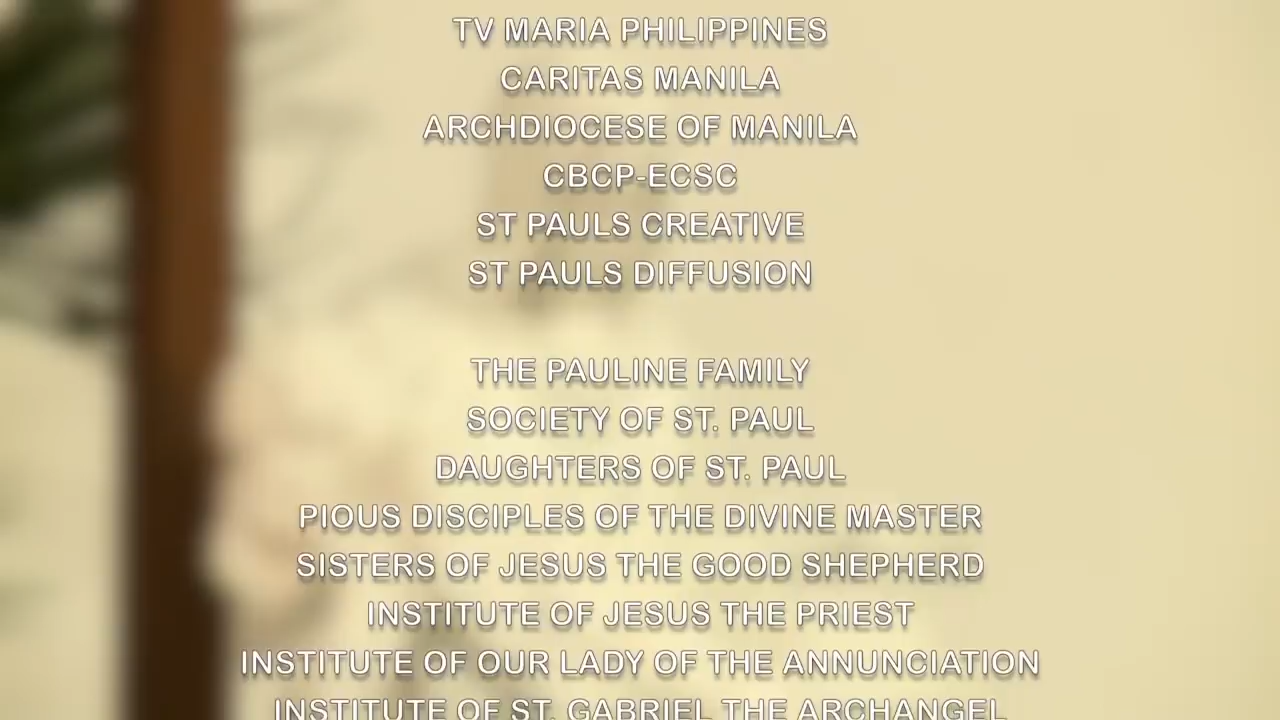 TV MARIA PHILIPPINES
CARITAS MANILA
ARCHDIOCESE OF MANILA
CBCP-ECSC
ST PAULS CREATIVE
ST PAULS DIFFUSION
THE PAULINE FAMILY
SOCIETY OF ST. PAUL
DAUGHTERS OF ST. PAUL
PIOUS DISCIPLES OF THE DIVINE MASTER
SISTERS OF JESUS THE GOOD SHEPHERD
INSTITUTE OF JESUS THE PRIEST
INSTITUTE OF OUR LADY OF THE ANNUNCIATION
INSTITUTE OF ST. GABRIEL THE ARCHANGEL